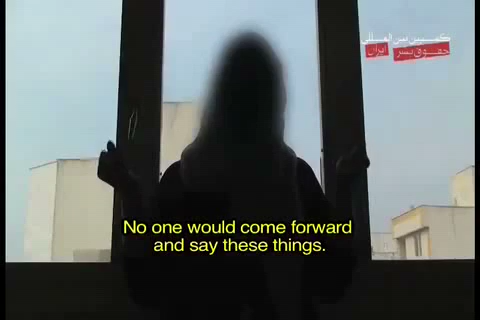 کمپین بین المللی
حقوق بشر ایران
No one would come forward
and say these things.